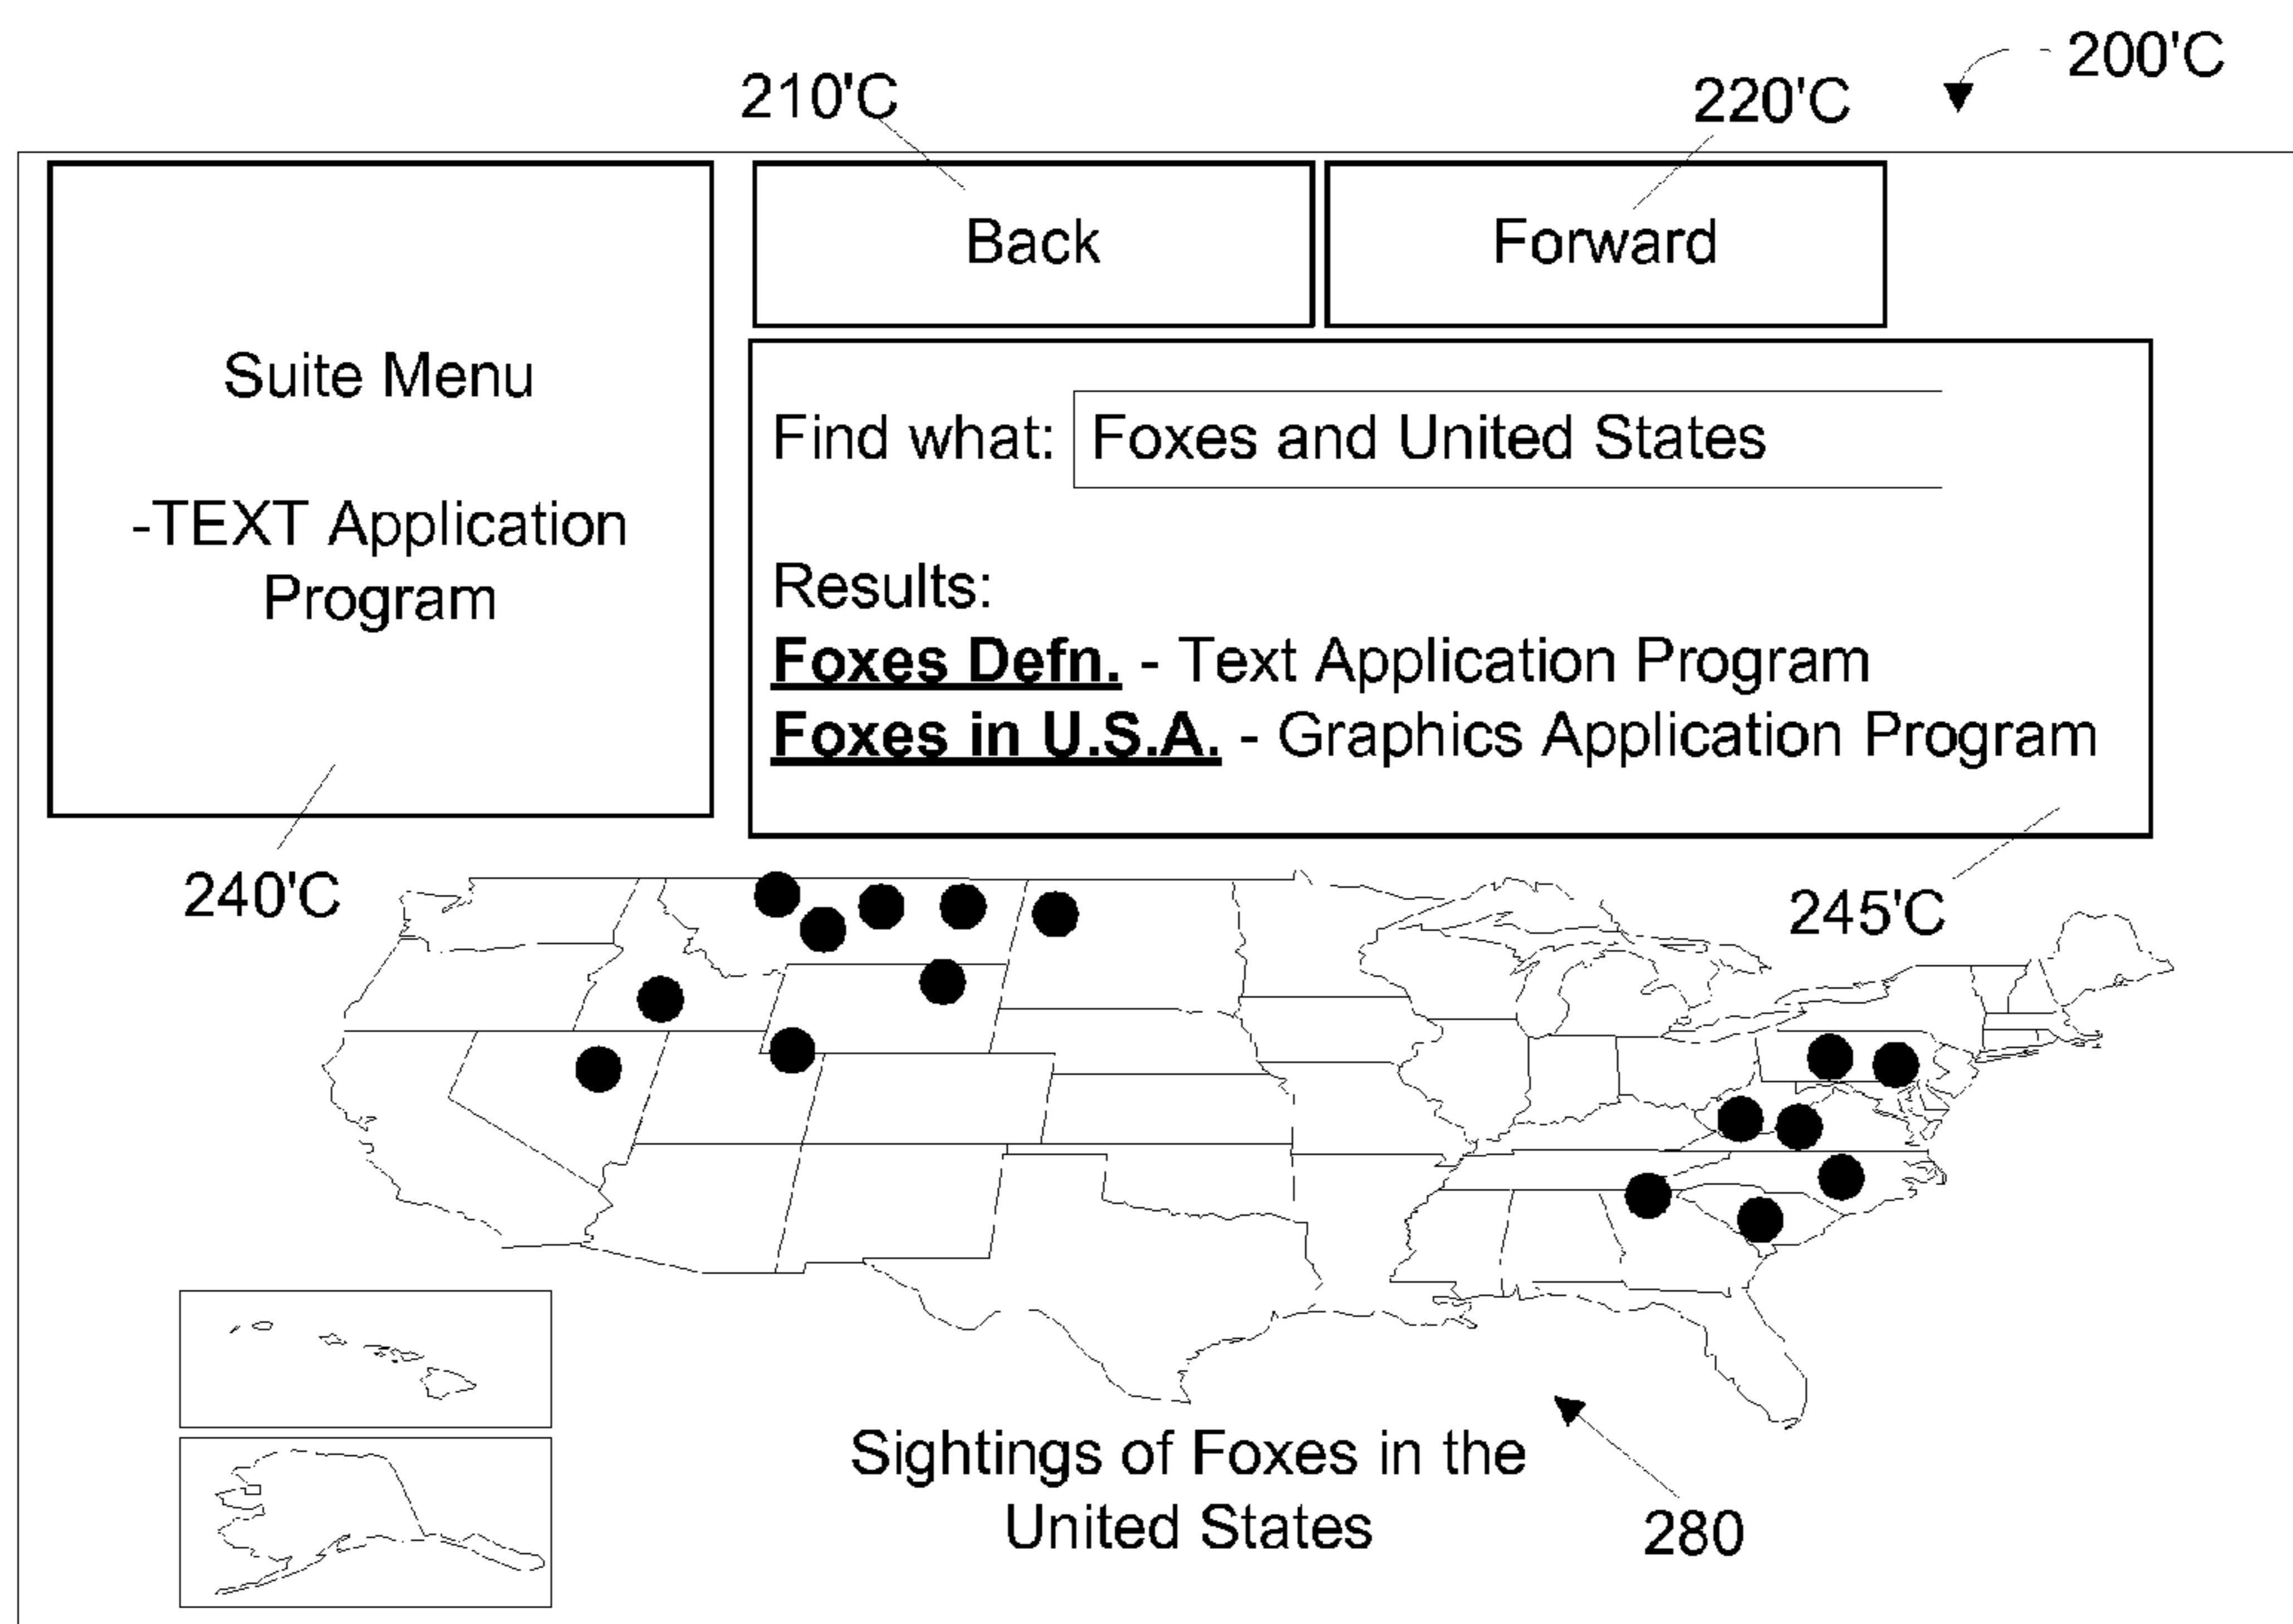 200'C
210'C
220'C
Back
Forward
Suite Menu
-TEXT Application
Program
Find what: Foxes and United States
Results:
Foxes Defn. - Text Application Program
Foxes in U.S.A. - Graphics Application Program
240'C
245'C
Sightings of Foxes in the
United States
280